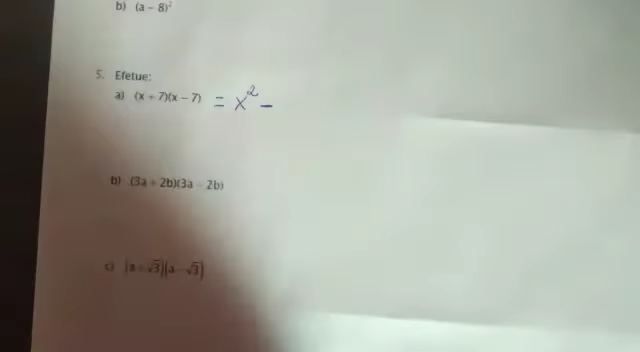 b) (a − 8)²
5. Efetue:
a) (x + 7)(x − 7) = x² −
b) (3a + 2b)(3a − 2b)
c) (a + √3)(a − √3)